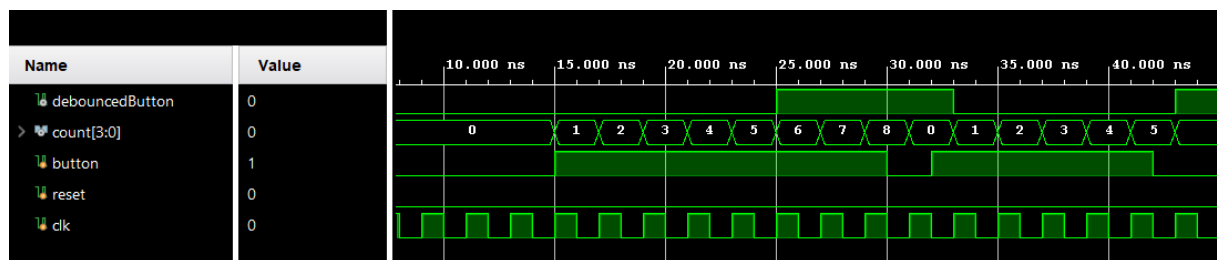 Name Value
10.000 ns 15.000 ns 20.000 ns 25.000 ns 30.000 ns 35.000 ns 40.000 ns
debouncedButton 0
count[3:0] 0 0 1 2 3 4 5 6 7 8 0 1 2 3 4 5
button 1
reset 0
clk 0